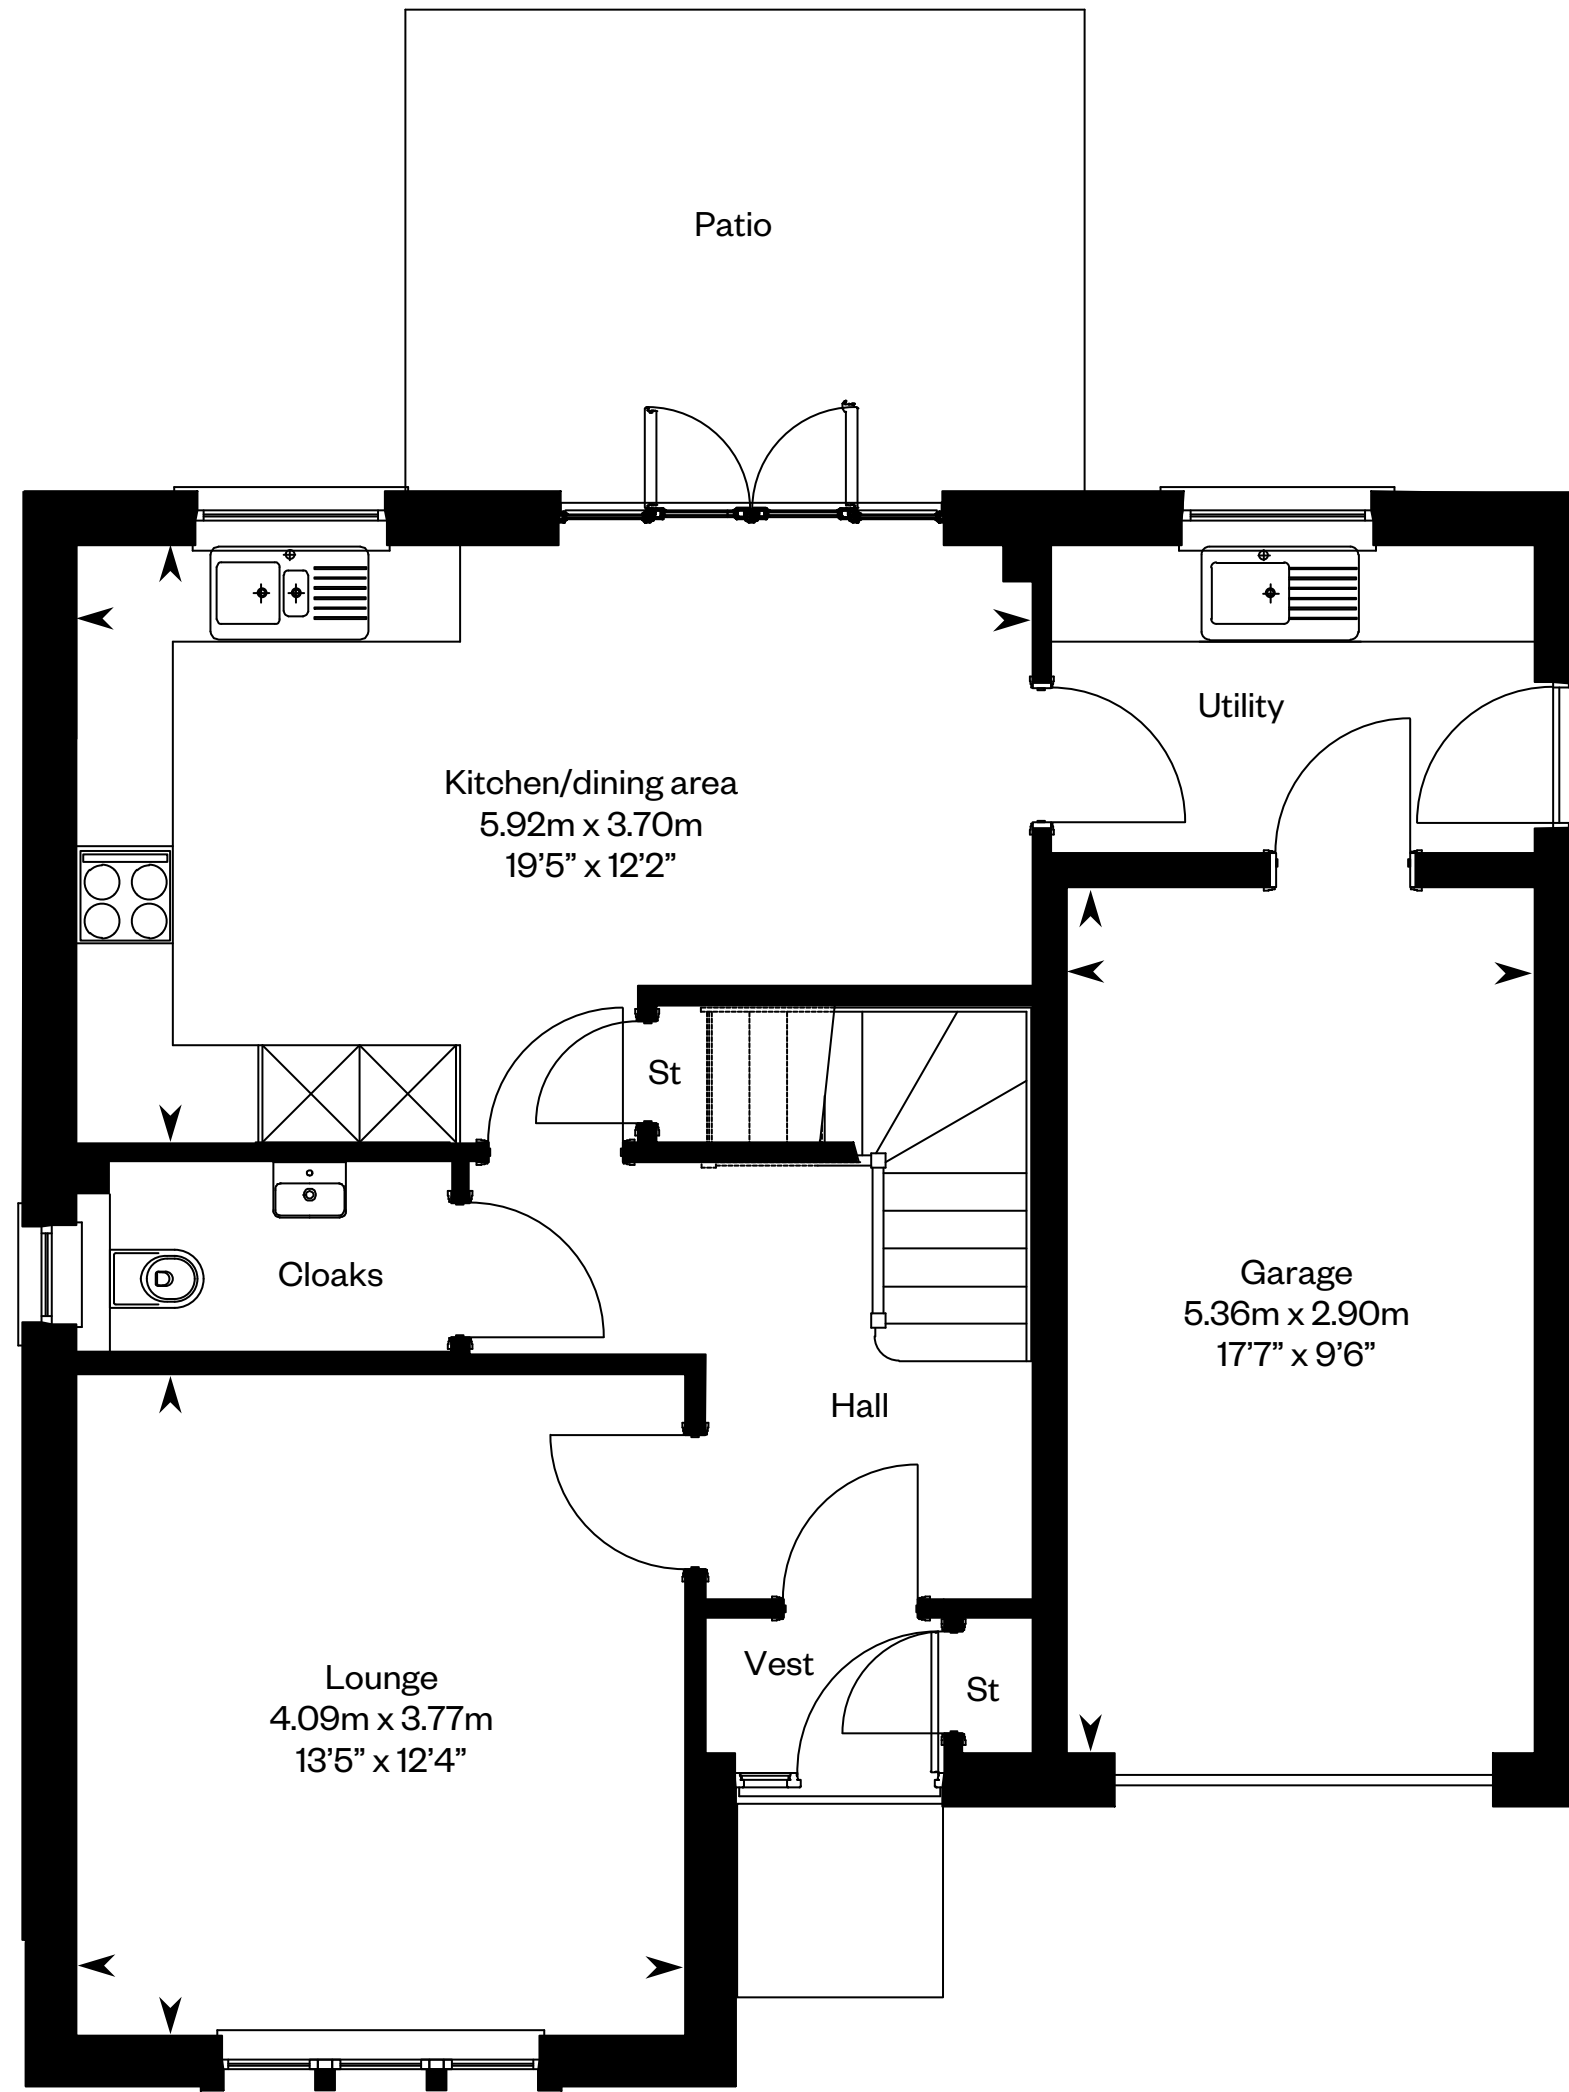 Patio
Utility
Kitchen/dining area
5.92m x 3.70m
19’5” x 12’2”
St
Cloaks
Garage
5.36m x 2.90m
17’7” x 9’6”
Hall
Vest
St
Lounge
4.09m x 3.77m
13’5” x 12’4”